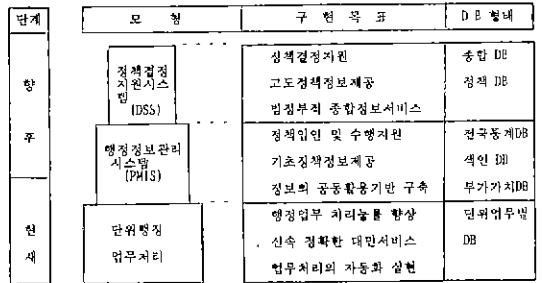 단계 모 형 구 현 목 표 DB 형태
향 후
정책결정
지원시스
템
(DSS)
정책결정지원 종합 DB
고도정책정보제공 정책 DB
범정부적 종합정보서비스
행정정보관리
시스템
(PMIS)
정책입안 및 수행지원 전국통계DB
기초정책정보제공 색인 DB
정보의 공동활용기반 구축 부가가치DB
현 재
단위행정
업무처리
행정업무 처리능률 향상 단위업무별
신속 정확한 대민서비스 DB
업무처리의 자동화 실현